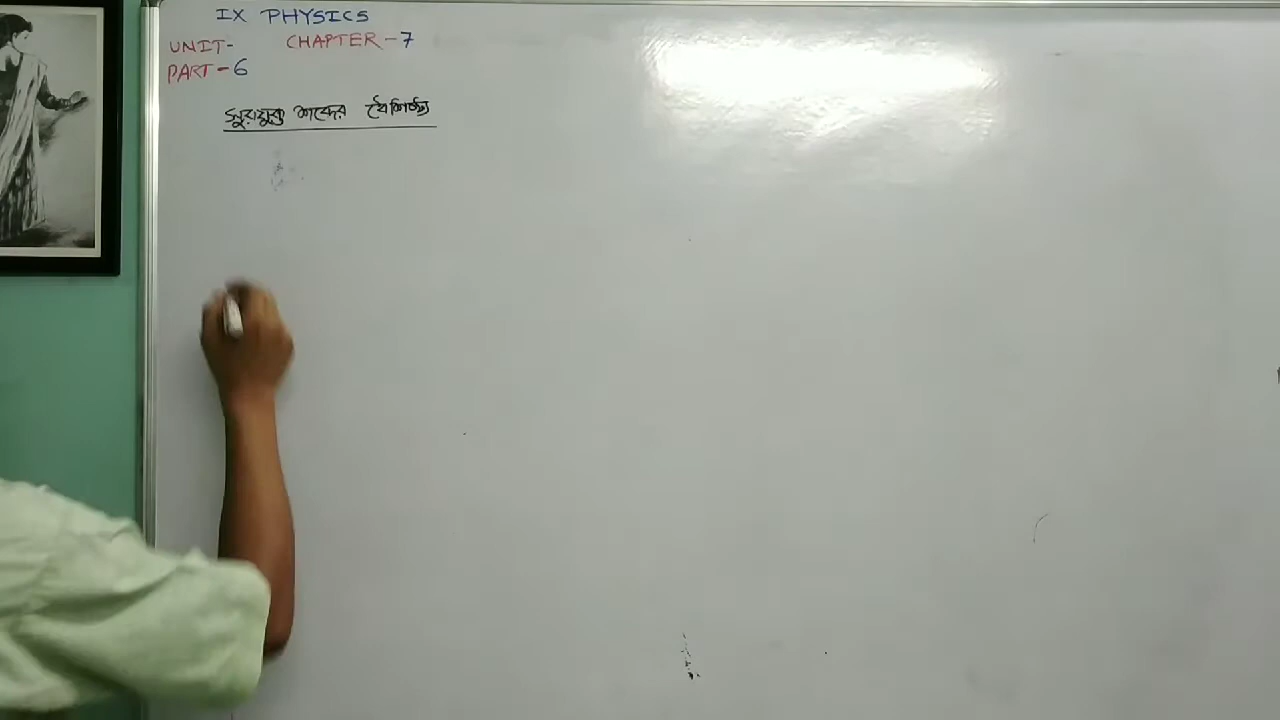 IX PHYSICS
UNIT- CHAPTER-7
PART-6
সুরযুক্ত শব্দের বৈশিষ্ট্য